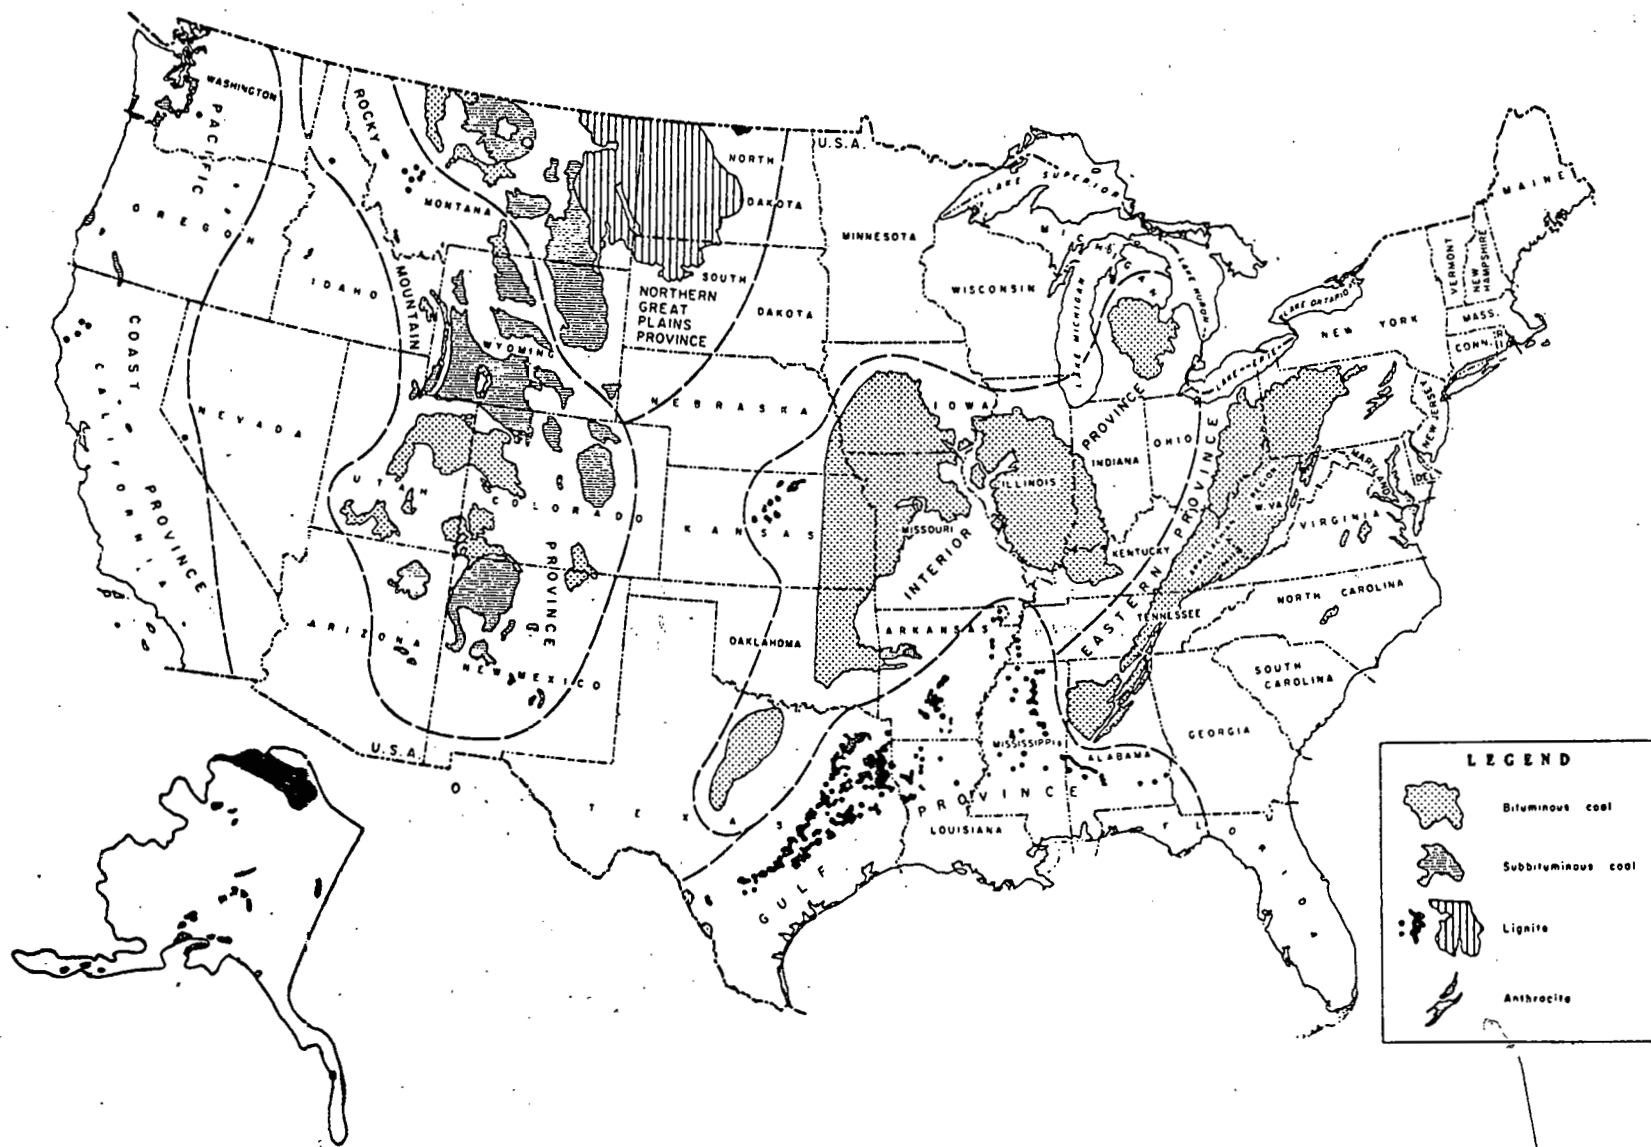 WASHINGTON
PACIFIC
COAST
PROVINCE
OREGON
CALIFORNIA
NEVADA
IDAHO
ROCKY
MOUNTAIN
PROVINCE
MONTANA
WYOMING
UTAH
COLORADO
ARIZONA
NEW MEXICO
U.S.A.
NORTH
DAKOTA
SOUTH
DAKOTA
NORTHERN
GREAT
PLAINS
PROVINCE
NEBRASKA
KANSAS
OKLAHOMA
TEXAS
U.S.A.
MINNESOTA
WISCONSIN
IOWA
MISSOURI
ILLINOIS
INDIANA
OHIO
MICHIGAN
LAKE SUPERIOR
LAKE MICHIGAN
LAKE HURON
LAKE ERIE
LAKE ONTARIO
INTERIOR
PROVINCE
EASTERN PROVINCE
APPALACHIAN
REGION
KENTUCKY
TENNESSEE
W.VA.
VIRGINIA
MARYLAND
DEL.
NEW JERSEY
NEW YORK
CONN.
R.I.
MASS.
VERMONT
NEW
HAMPSHIRE
MAINE
NORTH CAROLINA
SOUTH
CAROLINA
GEORGIA
ALABAMA
MISSISSIPPI
ARKANSAS
LOUISIANA
GULF
PROVINCE
LEGEND
Bituminous coal
Subbituminous coal
Lignite
Anthracite